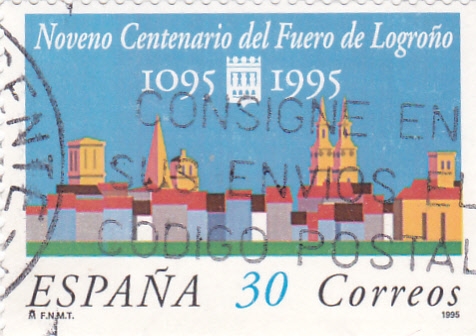 Noveno Centenario del Fuero de Logroño
1095 1995
CONSIGNE EN
SUS ENVIOS EL
CODIGO POSTAL
ESPAÑA 30 Correos
F.N.M.T. 1995